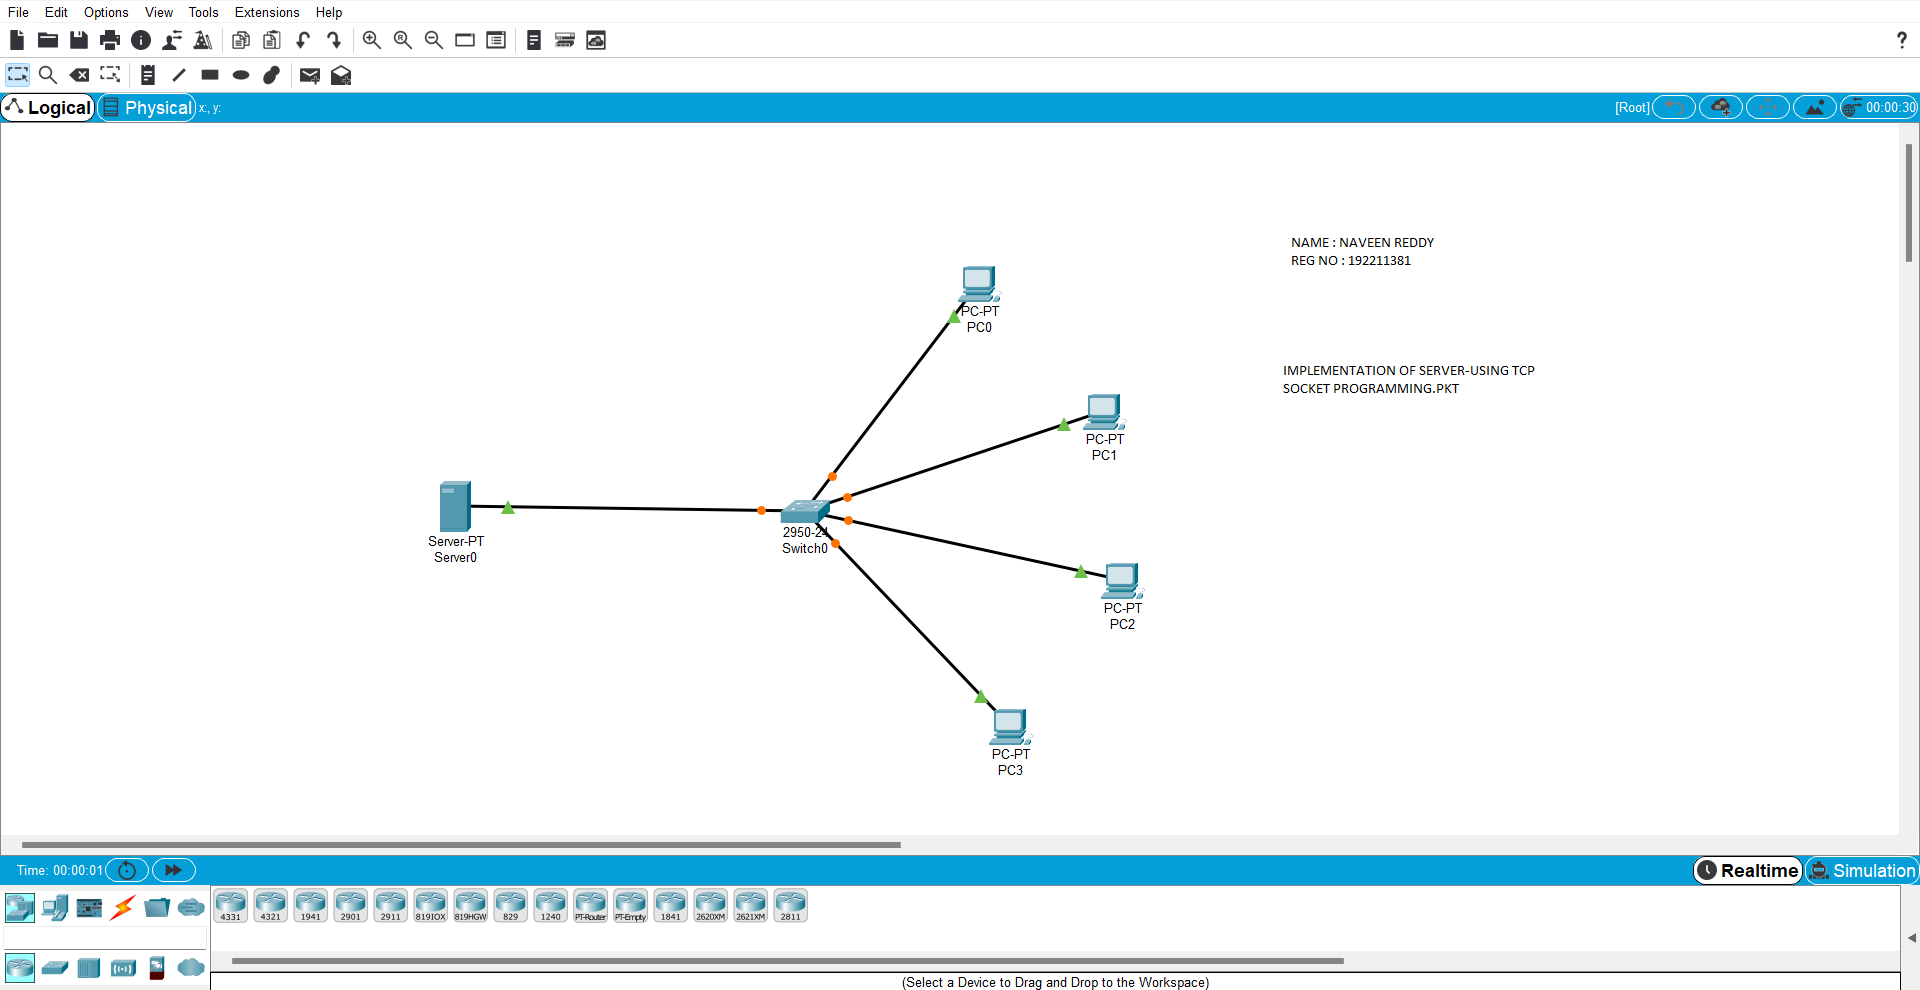 File Edit Options View Tools Extensions Help
?
Logical Physical x:, y: [Root] 00:00:30
NAME : NAVEEN REDDY
REG NO : 192211381
PC-PT
PC0
IMPLEMENTATION OF SERVER-USING TCP
SOCKET PROGRAMMING.PKT
PC-PT
PC1
Server-PT
Server0
2950-24
Switch0
PC-PT
PC2
PC-PT
PC3
Time: 00:00:01 Realtime Simulation
4331 4321 1941 2901 2911 819IOX 819HGW 829 1240 PT-Router PT-Empty 1841 2620XM 2621XM 2811
(Select a Device to Drag and Drop to the Workspace)